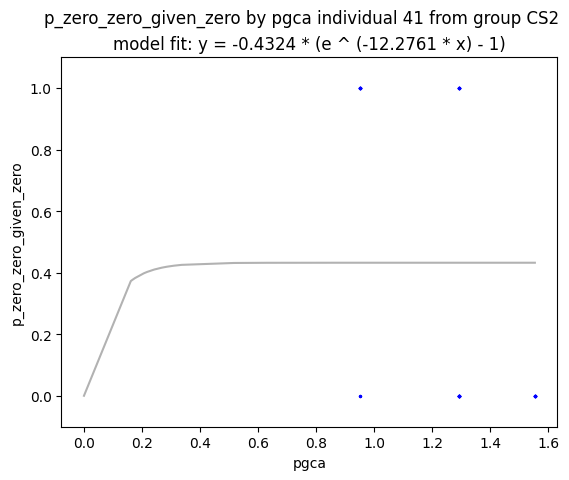 p_zero_zero_given_zero by pgca individual 41 from group CS2
model fit: y = -0.4324 * (e ^ (-12.2761 * x) - 1)
1.0
0.8
0.6
0.4
0.2
0.0
p_zero_zero_given_zero
0.0 0.2 0.4 0.6 0.8 1.0 1.2 1.4 1.6
pgca